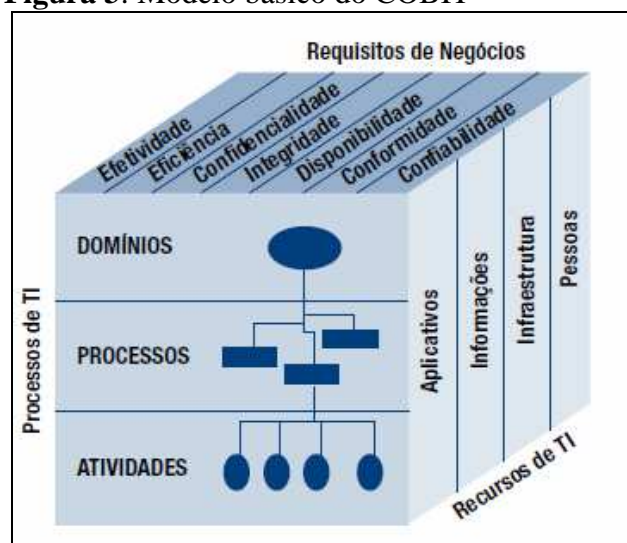 Figura 3: Modelo básico do COBIT
Requisitos de Negócios
Efetividade
Eficiência
Confidencialidade
Integridade
Disponibilidade
Conformidade
Confiabilidade
DOMÍNIOS
PROCESSOS
ATIVIDADES
Processos de TI
Aplicativos
Informações
Infraestrutura
Pessoas
Recursos de TI